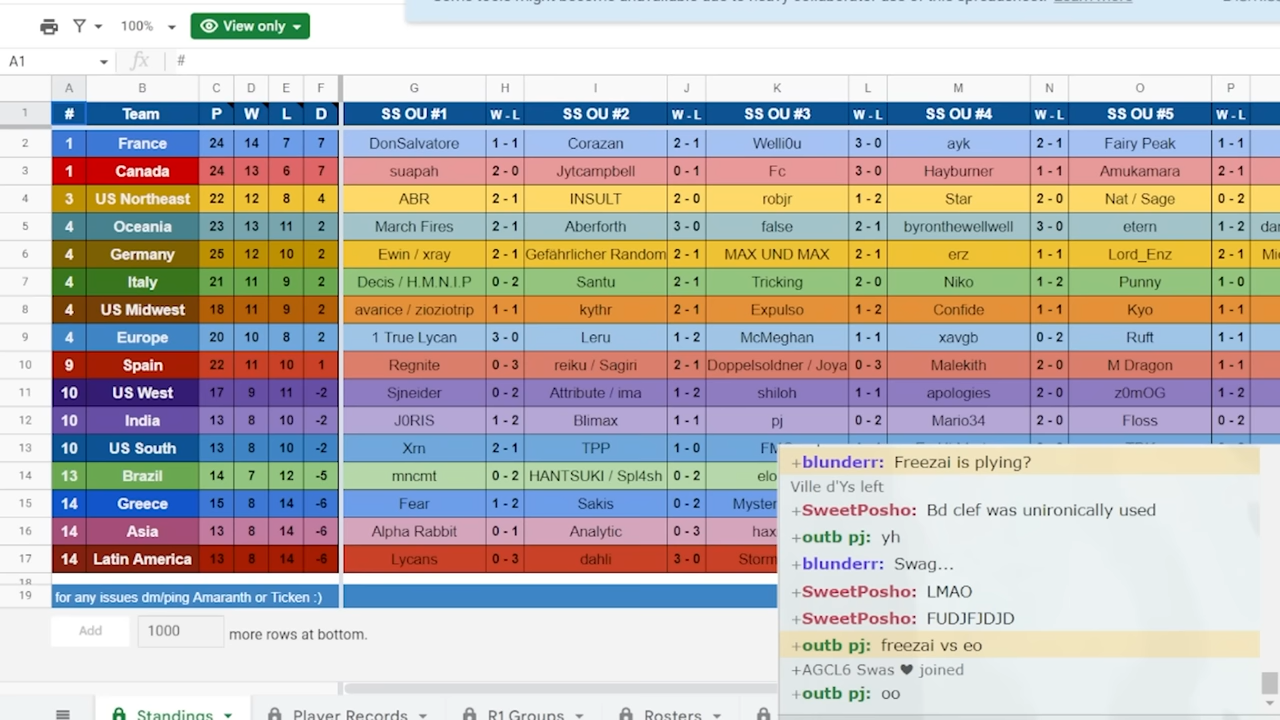 100% View only
A1 fx #
A B C D E F G H I J K L M N O P
1 # Team P W L D SS OU #1 W - L SS OU #2 W - L SS OU #3 W - L SS OU #4 W - L SS OU #5 W - L
2 1 France 24 14 7 7 DonSalvatore 1 - 1 Corazan 2 - 1 Welli0u 3 - 0 ayk 2 - 1 Fairy Peak 1 - 1
3 1 Canada 24 13 6 7 suapah 2 - 0 Jytcampbell 0 - 1 Fc 3 - 0 Hayburner 1 - 1 Amukamara 2 - 1
4 3 US Northeast 22 12 8 4 ABR 2 - 1 INSULT 2 - 0 robjr 1 - 2 Star 2 - 0 Nat / Sage 0 - 2
5 4 Oceania 23 13 11 2 March Fires 2 - 1 Aberforth 3 - 0 false 2 - 1 byronthewellwell 3 - 0 etern 1 - 2
6 4 Germany 25 12 10 2 Ewin / xray 2 - 1 Gefährlicher Random 2 - 1 MAX UND MAX 2 - 1 erz 1 - 1 Lord_Enz 2 - 1
7 4 Italy 21 11 9 2 Decis / H.M.N.I.P 0 - 2 Santu 2 - 1 Tricking 2 - 0 Niko 1 - 2 Punny 1 - 0
8 4 US Midwest 18 11 9 2 avarice / zioziotrip 1 - 1 kythr 2 - 1 Expulso 1 - 2 Confide 1 - 1 Kyo 1 - 1
9 4 Europe 20 10 8 2 1 True Lycan 3 - 0 Leru 1 - 2 McMeghan 1 - 1 xavgb 0 - 2 Ruft 1 - 1
10 9 Spain 22 11 10 1 Regnite 0 - 3 reiku / Sagiri 2 - 1 Doppelsoldner / Joya 0 - 3 Malekith 2 - 0 M Dragon 1 - 1
11 10 US West 17 9 11 -2 Sjneider 0 - 2 Attribute / ima 1 - 2 shiloh 1 - 1 apologies 2 - 0 z0mOG 1 - 2
12 10 India 13 8 10 -2 J0RIS 1 - 2 Blimax 1 - 1 pj 0 - 2 Mario34 2 - 0 Floss 0 - 2
13 10 US South 13 8 10 -2 Xrn 2 - 1 TPP 1 - 0
14 13 Brazil 14 7 12 -5 mncmt 0 - 2 HANTSUKI / Spl4sh 0 - 2
15 14 Greece 15 8 14 -6 Fear 1 - 2 Sakis 0 - 2
16 14 Asia 13 8 14 -6 Alpha Rabbit 0 - 1 Analytic 0 - 3
17 14 Latin America 13 8 14 -6 Lycans 0 - 3 dahli 3 - 0
18
19 for any issues dm/ping Amaranth or Ticken :)
Add 1000 more rows at bottom.
Standings Player Records R1 Groups Rosters
+blunderr: Freezai is plying?
Ville d'Ys left
+SweetPosho: Bd clef was unironically used
+outb pj: yh
+blunderr: Swag...
+SweetPosho: LMAO
+SweetPosho: FUDJFJDJD
+outb pj: freezai vs eo
+AGCL6 Swas ♥ joined
+outb pj: oo